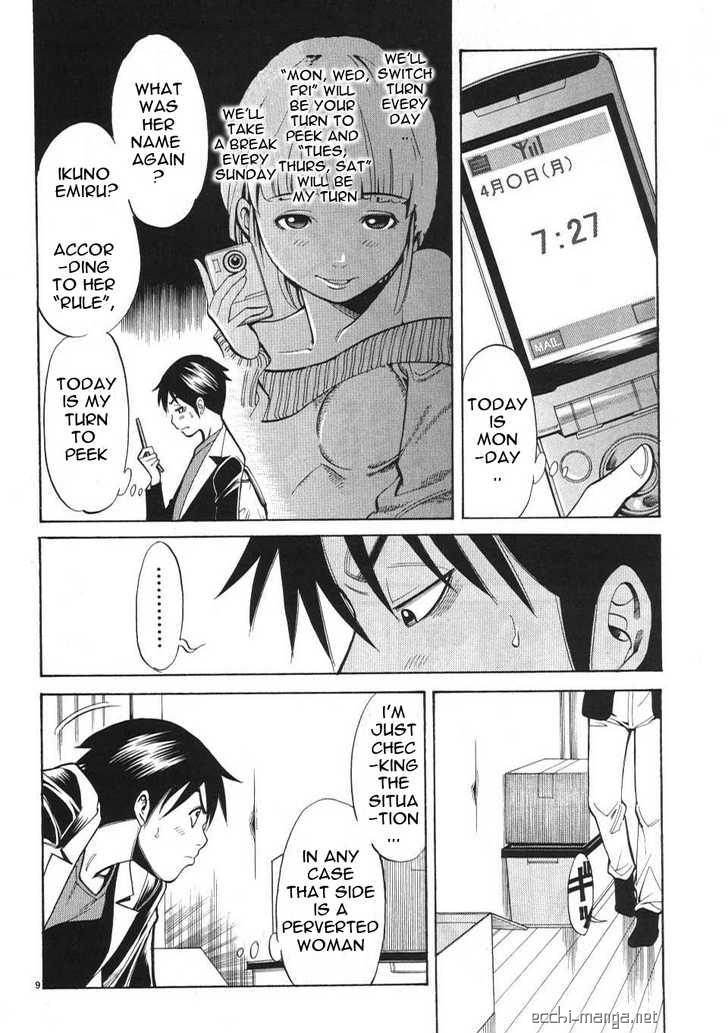 4月〇日(月)
7:27
MAIL
TODAY
IS
MON
-DAY
..
WE'LL
SWITCH
TURN
EVERY
DAY..
"MON, WED,
FRI" WILL
BE YOUR
TURN TO
PEEK AND
"TUES,
THURS, SAT"
WILL BE
MY TURN
WE'LL
TAKE
A BREAK
EVERY
SUNDAY
WHAT
WAS
HER
NAME
AGAIN
?
IKUNO
EMIRU?
ACCOR
-DING
TO HER
"RULE",
TODAY
IS MY
TURN
TO
PEEK
.........
ギッ
I'M
JUST
CHEC
-KING
THE
SITUA
-TION
...
IN ANY
CASE
THAT SIDE
IS A
PERVERTED
WOMAN
9
ecchi-manga.net